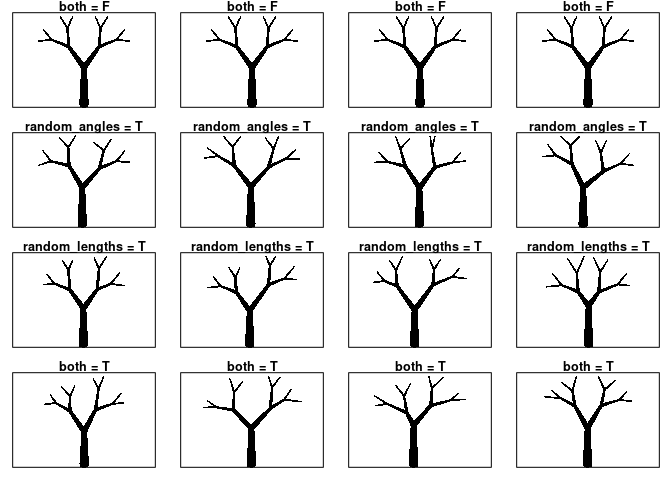 both = F both = F both = F both = F
random_angles = T random_angles = T random_angles = T random_angles = T
random_lengths = T random_lengths = T random_lengths = T random_lengths = T
both = T both = T both = T both = T